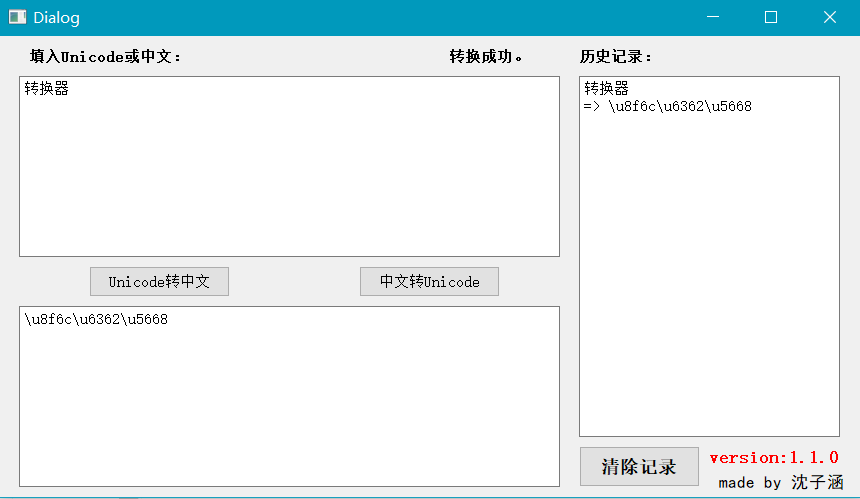 Dialog
填入Unicode或中文：
转换成功。
历史记录：
转换器
转换器
=> \u8f6c\u6362\u5668
Unicode转中文
中文转Unicode
\u8f6c\u6362\u5668
清除记录
version:1.1.0
made by 沈子涵